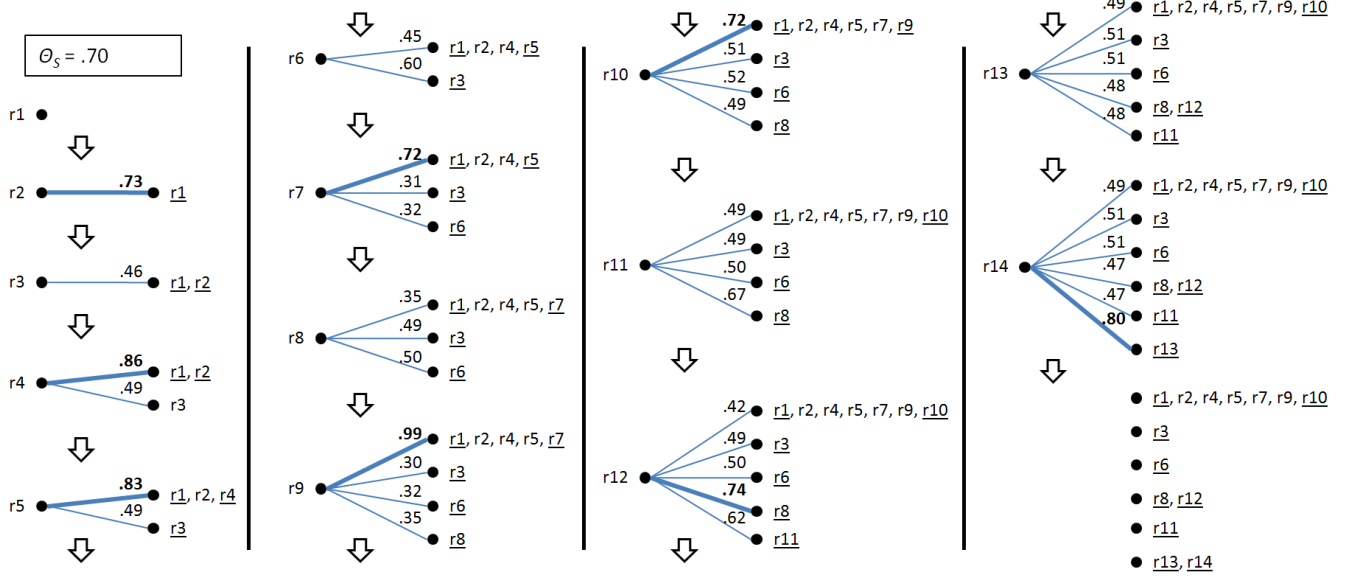 Θs = .70
r1
r2 .73 r1
r3 .46 r1, r2
.86 r1, r2
r4
.49 r3
.83 r1, r2, r4
r5
.49 r3
.45 r1, r2, r4, r5
r6
.60 r3
.72 r1, r2, r4, r5
r7 .31 r3
.32 r6
.35 r1, r2, r4, r5, r7
r8 .49 r3
.50 r6
.99 r1, r2, r4, r5, r7
.30 r3
r9
.32 r6
.35 r8
.72 r1, r2, r4, r5, r7, r9
.51 r3
r10
.52 r6
.49 r8
.49 r1, r2, r4, r5, r7, r9, r10
.49 r3
r11
.50 r6
.67 r8
.42 r1, r2, r4, r5, r7, r9, r10
.49 r3
r12 .50 r6
.74 r8
.62 r11
.49 r1, r2, r4, r5, r7, r9, r10
.51 r3
r13 .51 r6
.48 r8, r12
.48 r11
.49 r1, r2, r4, r5, r7, r9, r10
.51 r3
.51 r6
r14
.47 r8, r12
.47 r11
.80 r13
r1, r2, r4, r5, r7, r9, r10
r3
r6
r8, r12
r11
r13, r14